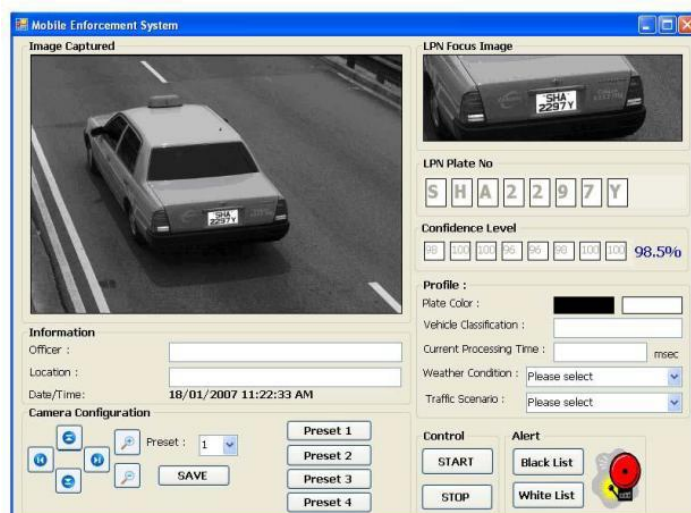 Mobile Enforcement System
Image Captured
SHA
2297Y
Information
Officer :
Location :
Date/Time: 18/01/2007 11:22:33 AM
Camera Configuration
Preset : 1
SAVE
Preset 1
Preset 2
Preset 3
Preset 4
LPN Focus Image
SHA
2297Y
LPN Plate No
S H A 2 2 9 7 Y
Confidence Level
98 100 100 96 96 98 100 100 98.5%
Profile :
Plate Color :
Vehicle Classification :
Current Processing Time : msec
Weather Condition : Please select
Traffic Scenario : Please select
Control
START
STOP
Alert
Black List
White List